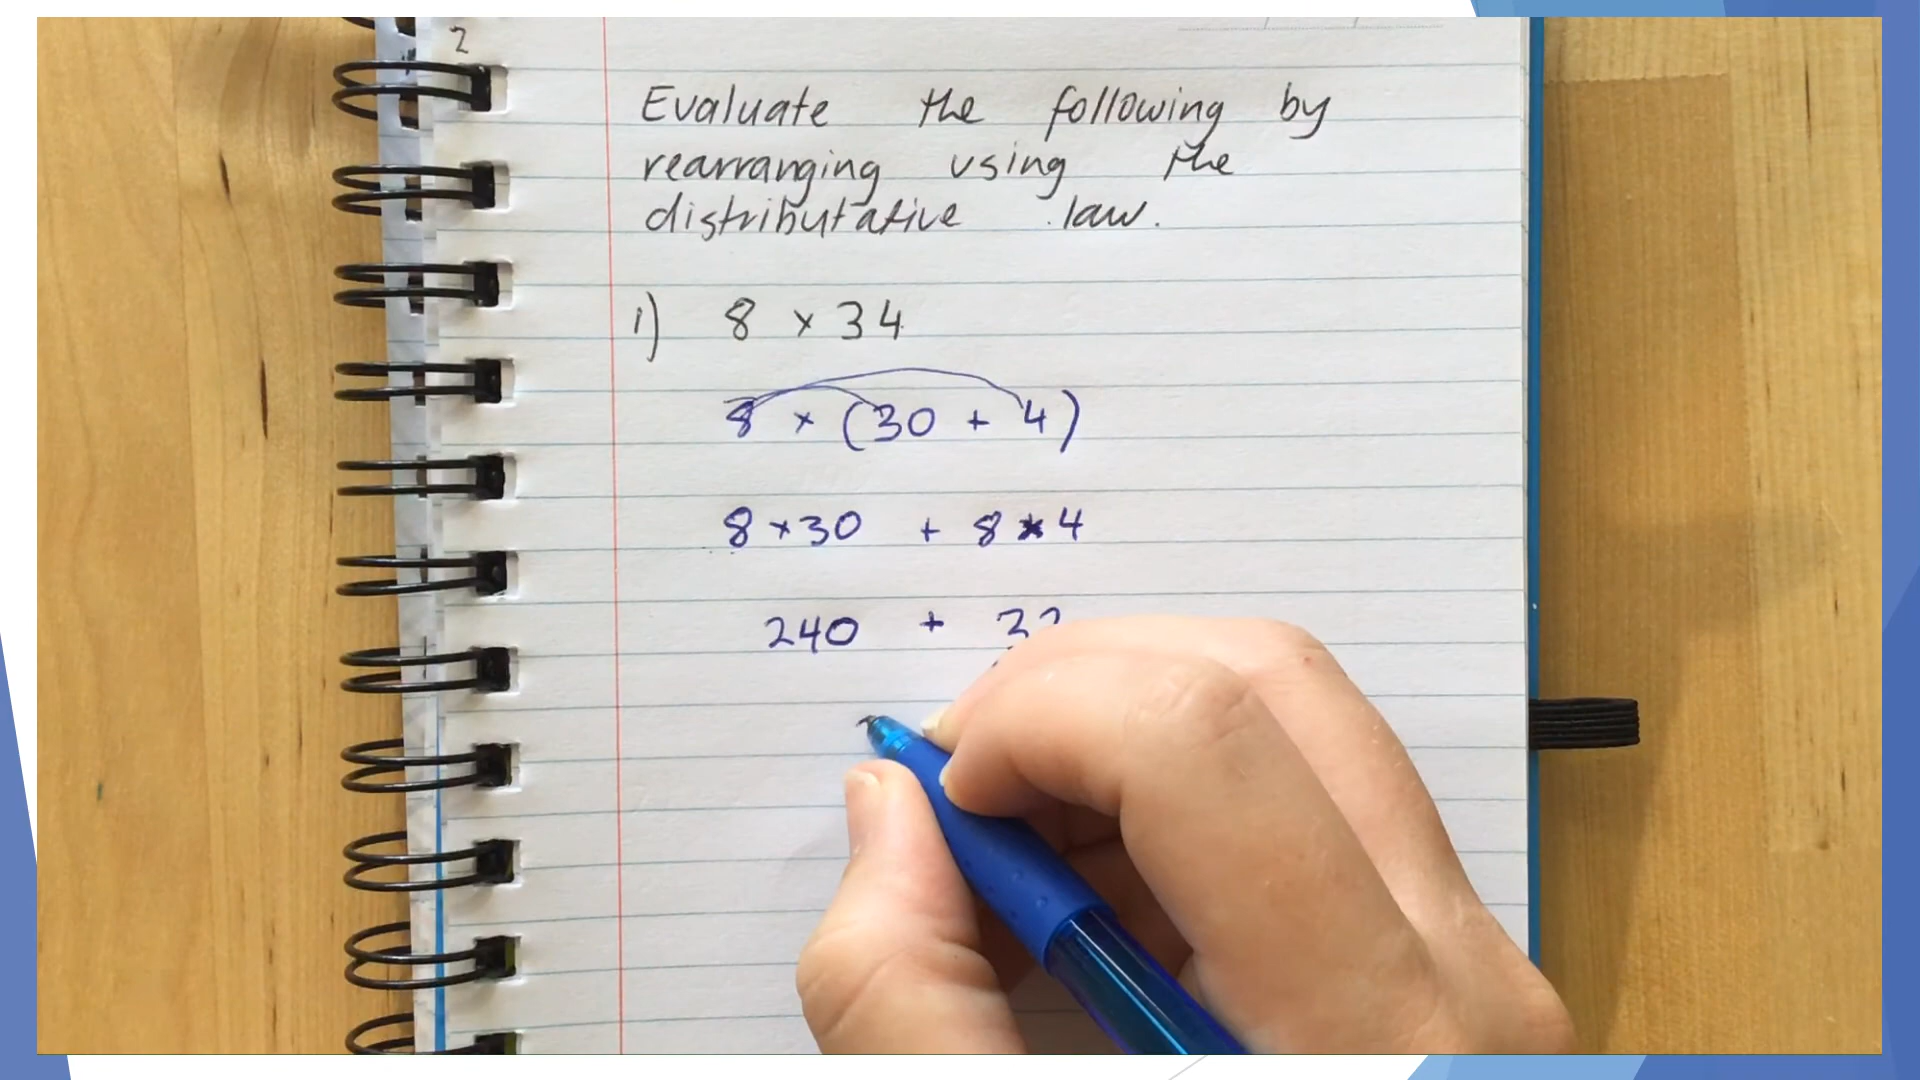 2
Evaluate the following by
rearranging using the
distributative law.
1) 8 × 34
8 × (30 + 4)
8 × 30 + 8 × 4
240 + 32